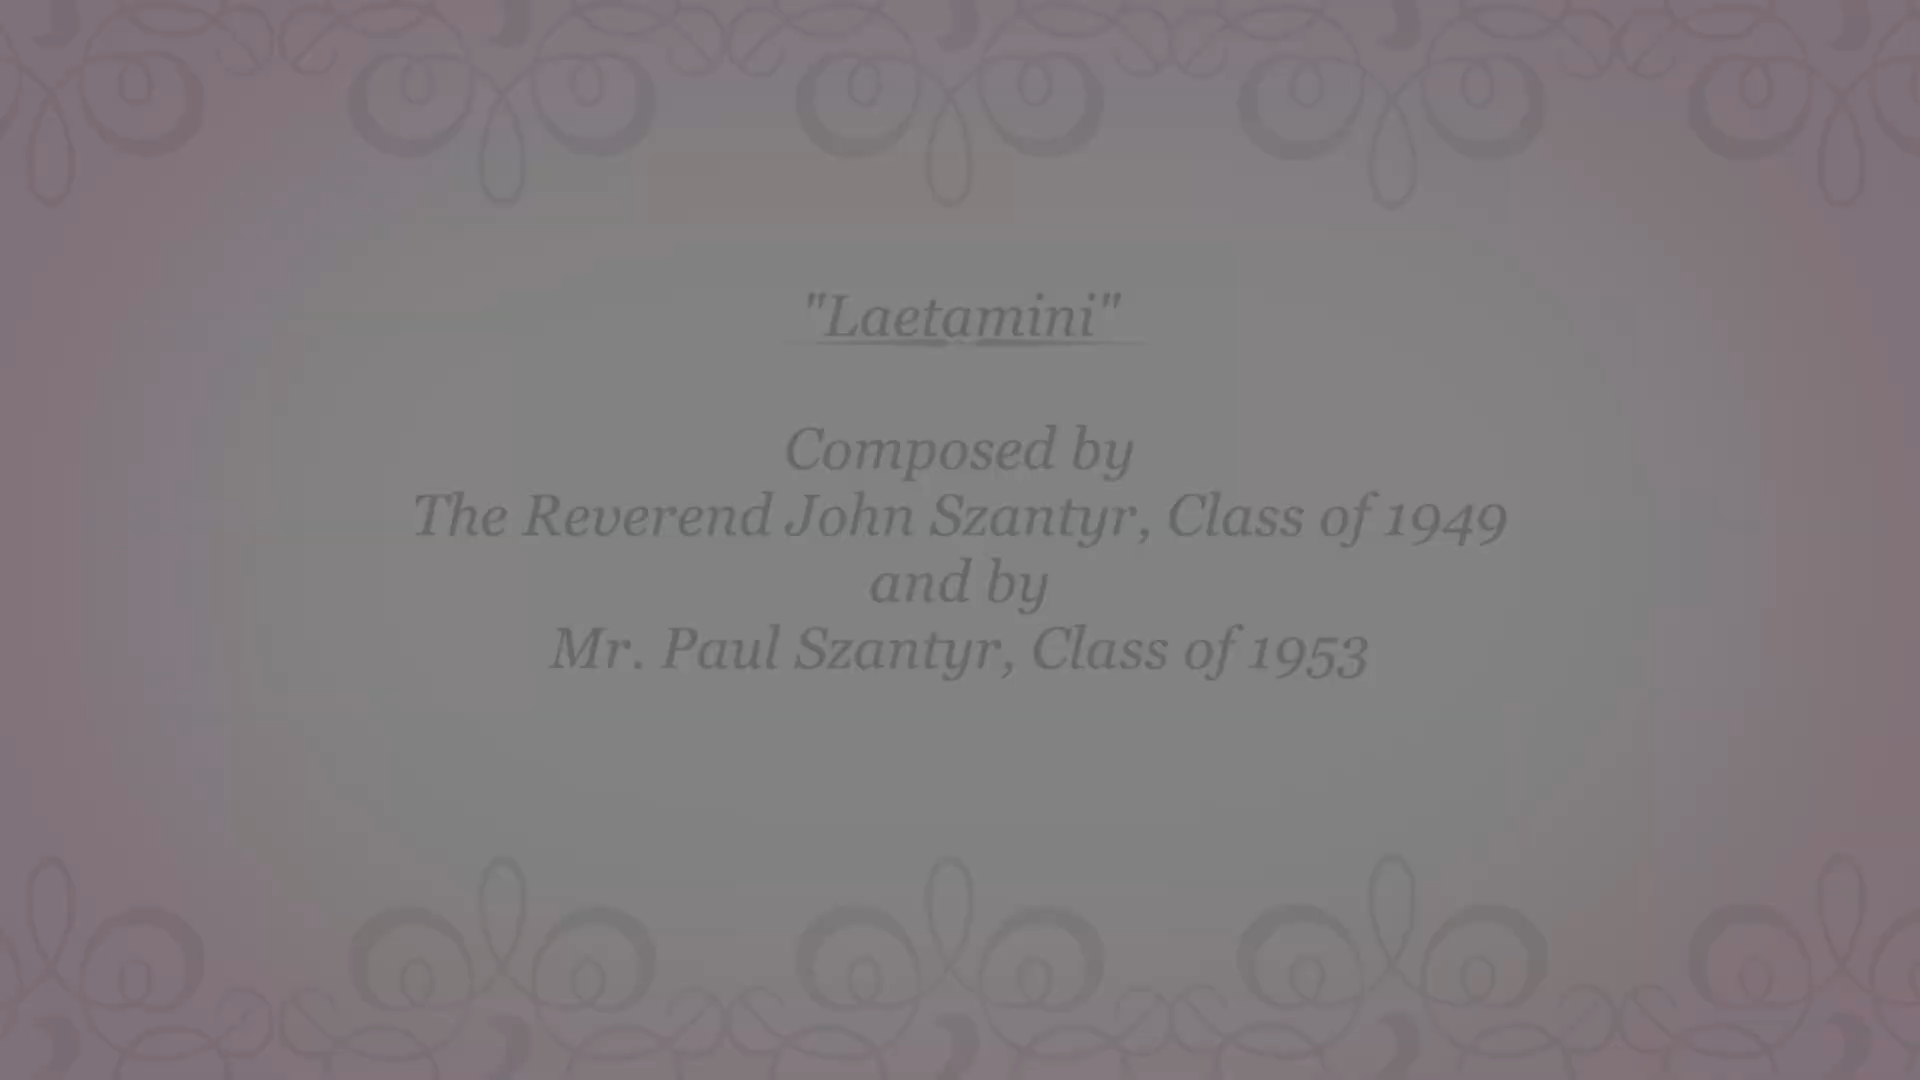 "Laetamini"
Composed by
The Reverend John Szantyr, Class of 1949
and by
Mr. Paul Szantyr, Class of 1953